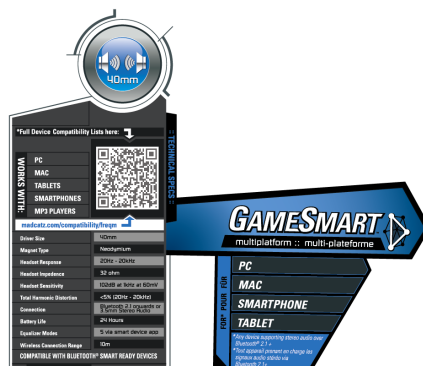 40mm
*Full Device Compatibility Lists here:
:: TECHNICAL SPECS ::
WORKS WITH:
PC
MAC
TABLETS
SMARTPHONES
MP3 PLAYERS
madcatz.com/compatibility/freqm
Driver Size 40mm
Magnet Type Neodymium
Headset Response 20Hz - 20kHz
Headset Impedence 32 ohm
Headset Sensitivity 102dB at 1kHz at 60mV
Total Harmonic Distortion <5% (20Hz - 20kHz)
Connection Bluetooth 2.1 onwards or
3.5mm Stereo Audio
Battery Life 24 Hours
Equalizer Modes 5 via smart device app
Wireless Connection Range 10m
COMPATIBLE WITH BLUETOOTH® SMART READY DEVICES
GAMESMART
multiplatform :: multi-plateforme
FOR* POUR FÜR
PC
MAC
SMARTPHONE
TABLET
*Any device supporting stereo audio over
Bluetooth® 2.1 +
*Tout appareil prenant en charge les
signaux audio stéréo via
Bluetooth 2.1+